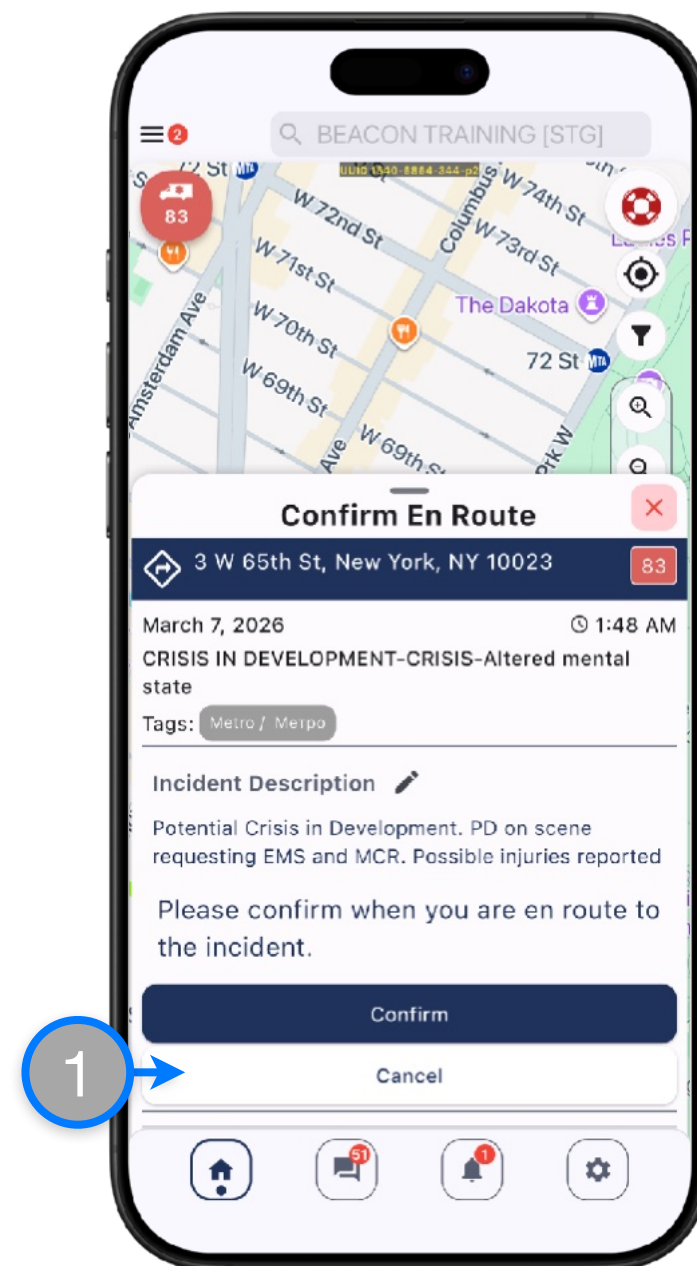 2
BEACON TRAINING [STG]
83
W 72nd St
W 74th St
W 73rd St
Columbus
W 71st St
The Dakota
W 70th St
72 St
MTA
Amsterdam Ave
W 69th St
W 69th St
Ave
Confirm En Route
3 W 65th St, New York, NY 10023
83
March 7, 2026
1:48 AM
CRISIS IN DEVELOPMENT-CRISIS-Altered mental
state
Tags: Metro / Метро
Incident Description
Potential Crisis in Development. PD on scene
requesting EMS and MCR. Possible injuries reported
Please confirm when you are en route to
the incident.
Confirm
1
Cancel
51
1